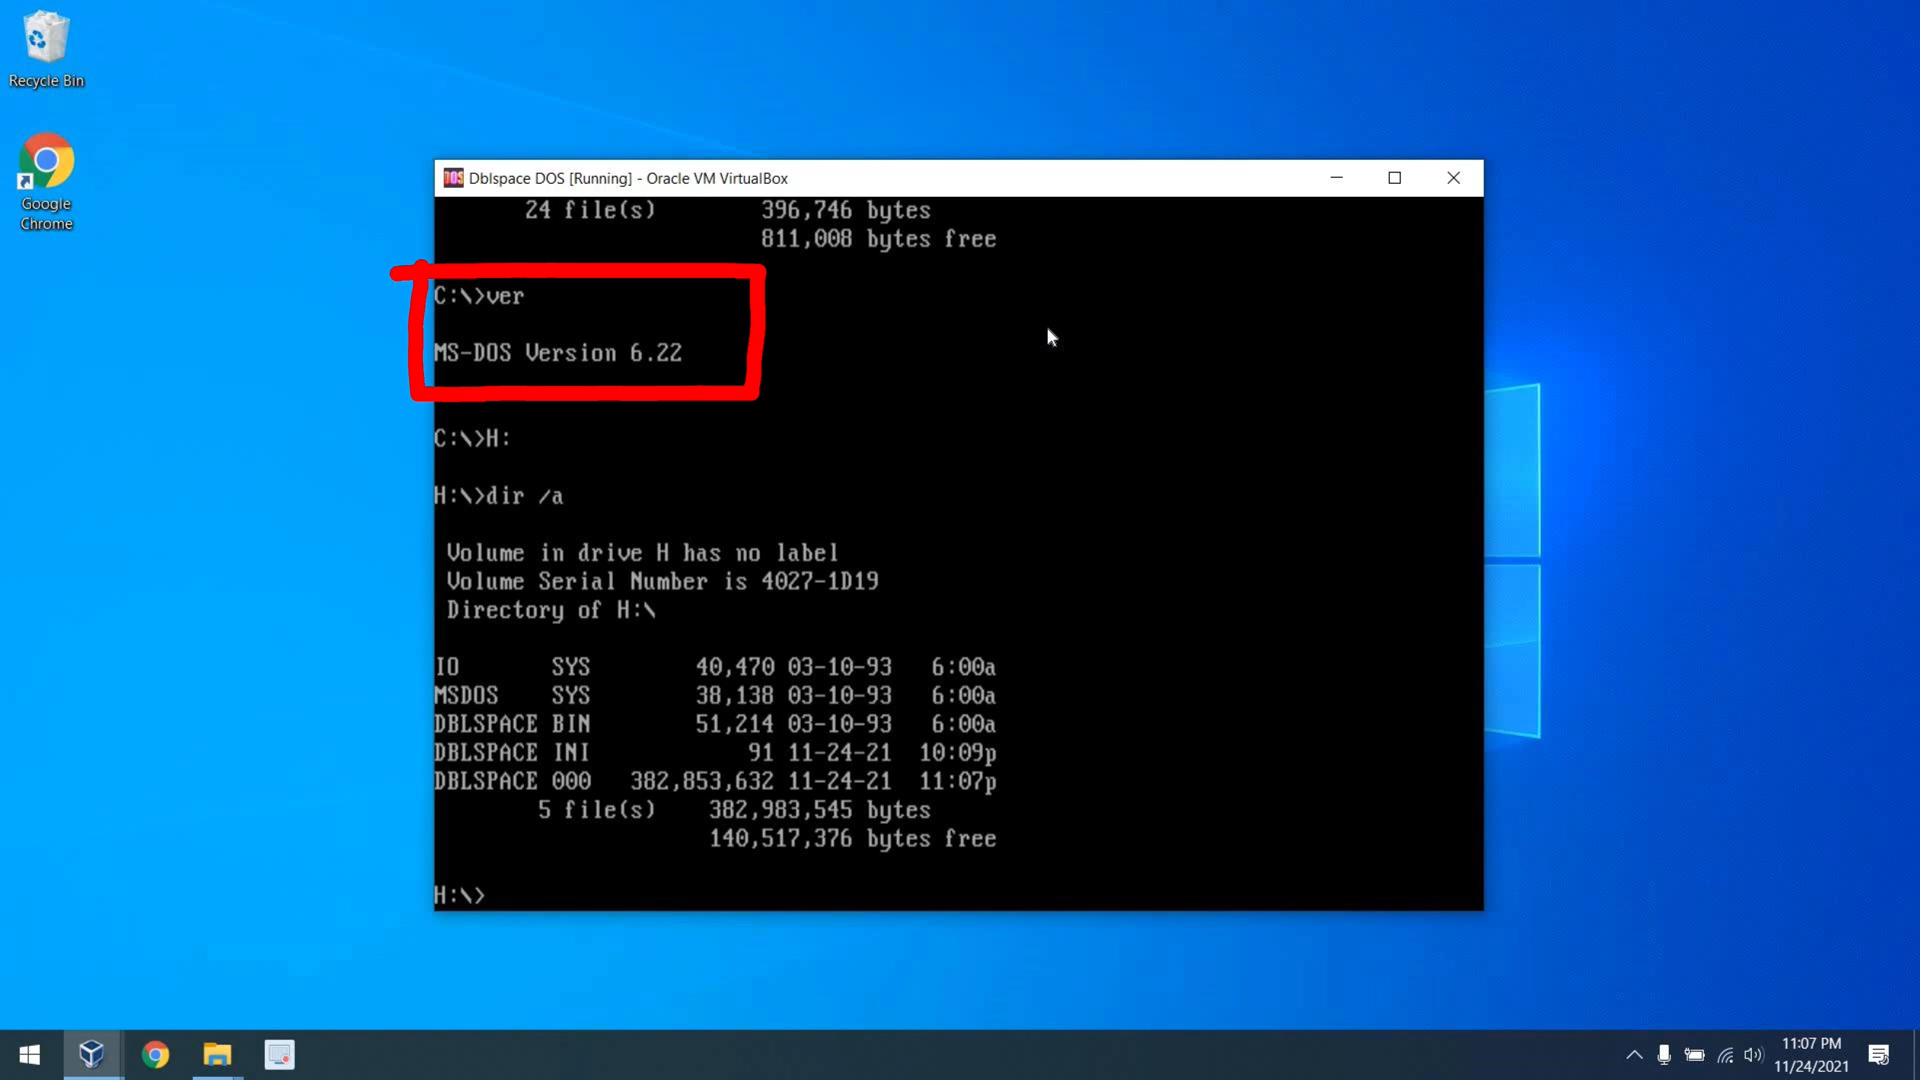 Recycle Bin
Google
Chrome
DOS Dblspace DOS [Running] - Oracle VM VirtualBox
24 file(s) 396,746 bytes
811,008 bytes free
C:\>ver
MS-DOS Version 6.22
C:\>H:
H:\>dir /a
Volume in drive H has no label
Volume Serial Number is 4027-1D19
Directory of H:\
IO SYS 40,470 03-10-93 6:00a
MSDOS SYS 38,138 03-10-93 6:00a
DBLSPACE BIN 51,214 03-10-93 6:00a
DBLSPACE INI 91 11-24-21 10:09p
DBLSPACE 000 382,853,632 11-24-21 11:07p
5 file(s) 382,983,545 bytes
140,517,376 bytes free
H:\>
11:07 PM
11/24/2021